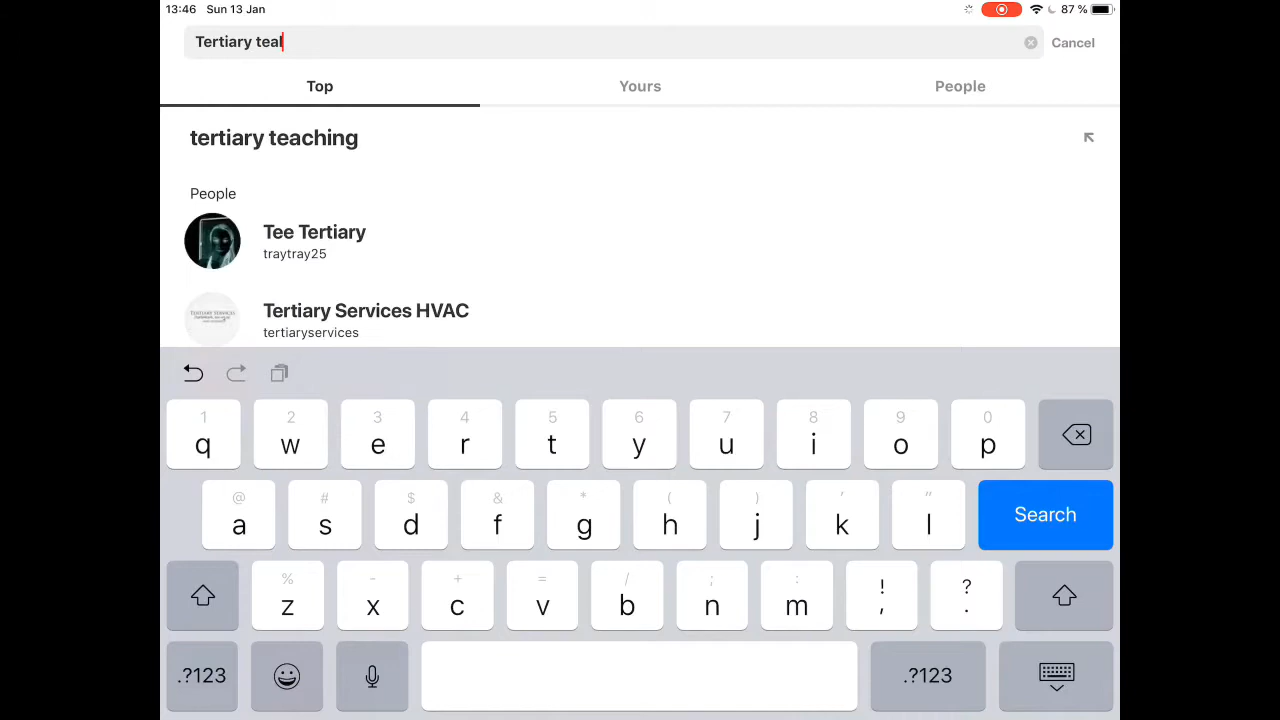 13:46 Sun 13 Jan 87 %
Tertiary teal Cancel
Top Yours People
tertiary teaching
People
Tee Tertiary
traytray25
Tertiary Services HVAC
tertiaryservices
1 2 3 4 5 6 7 8 9 0
q w e r t y u i o p
@ # $ & * ( ) ' "
a s d f g h j k l Search
% - + = / ; : ! ?
z x c v b n m , .
.?123 .?123